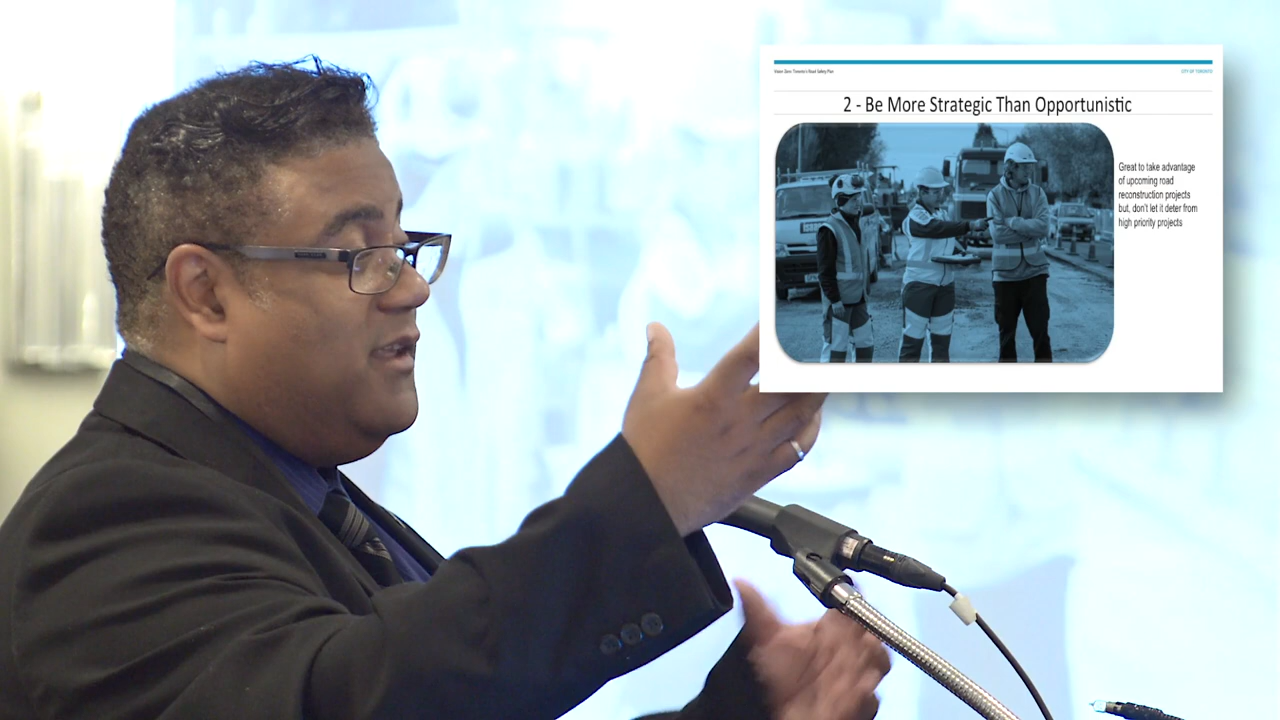 Vision Zero: Toronto's Road Safety Plan
CITY OF TORONTO
2 - Be More Strategic Than Opportunistic
Great to take advantage
of upcoming road
reconstruction projects
but, don't let it deter from
high priority projects